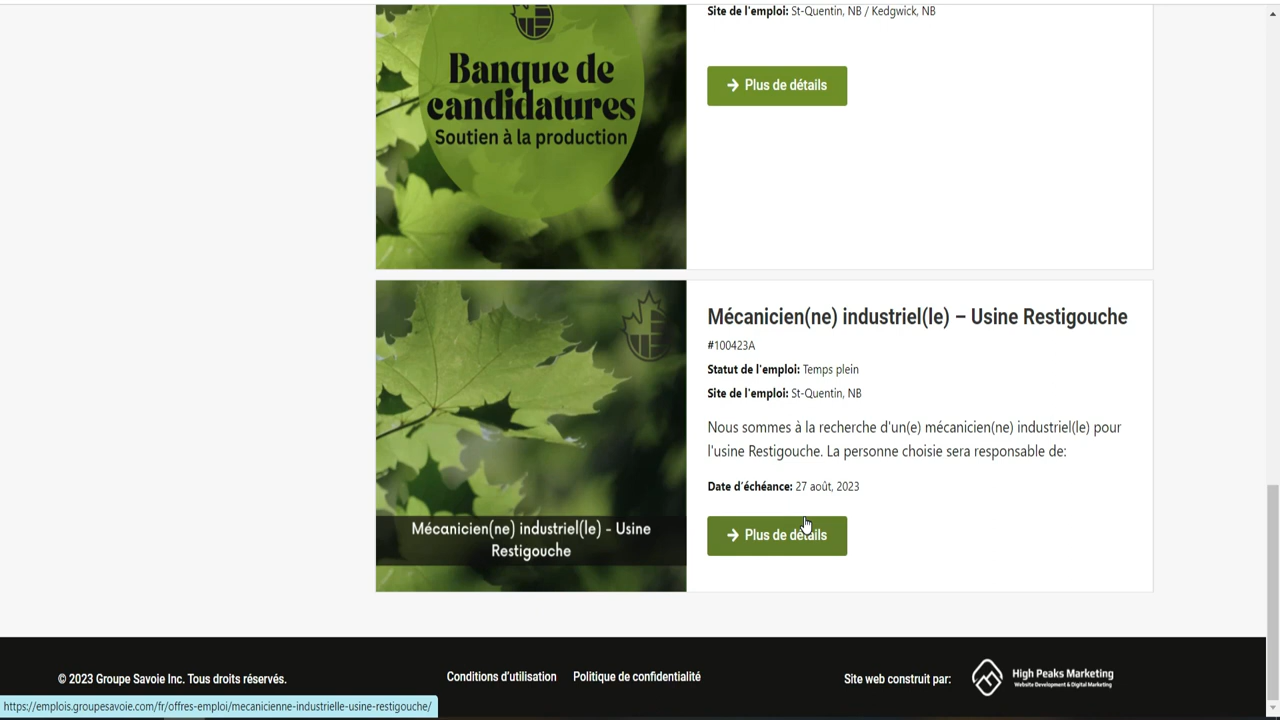 Site de l'emploi: St-Quentin, NB / Kedgwick, NB
Banque de
candidatures
Soutien à la production
→ Plus de détails
Mécanicien(ne) industriel(le) – Usine Restigouche
#100423A
Statut de l'emploi: Temps plein
Site de l'emploi: St-Quentin, NB
Nous sommes à la recherche d'un(e) mécanicien(ne) industriel(le) pour
l'usine Restigouche. La personne choisie sera responsable de:
Date d'échéance: 27 août, 2023
→ Plus de détails
Mécanicien(ne) industriel(le) - Usine
Restigouche
© 2023 Groupe Savoie Inc. Tous droits réservés.
Conditions d'utilisation
Politique de confidentialité
Site web construit par:
High Peaks Marketing
Website Development & Digital Marketing
https://emplois.groupesavoie.com/fr/offres-emploi/mecanicienne-industrielle-usine-restigouche/